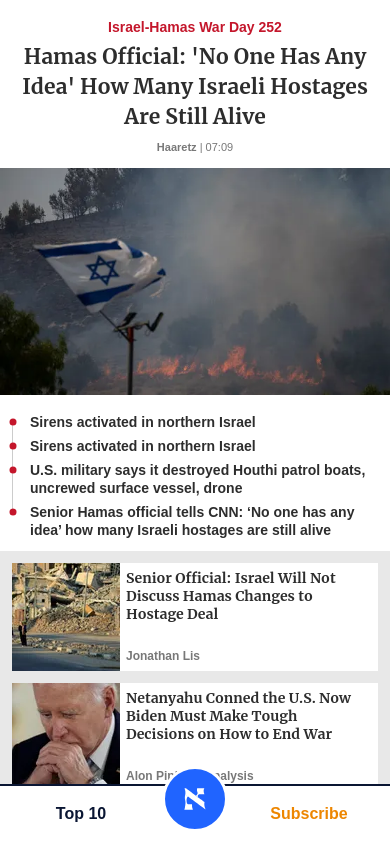 Israel-Hamas War Day 252
Hamas Official: 'No One Has Any
Idea' How Many Israeli Hostages
Are Still Alive
Haaretz | 07:09
Sirens activated in northern Israel
Sirens activated in northern Israel
U.S. military says it destroyed Houthi patrol boats,
uncrewed surface vessel, drone
Senior Hamas official tells CNN: ‘No one has any
idea’ how many Israeli hostages are still alive
Senior Official: Israel Will Not
Discuss Hamas Changes to
Hostage Deal
Jonathan Lis
Netanyahu Conned the U.S. Now
Biden Must Make Tough
Decisions on How to End War
Alon
Top 10
Subscribe